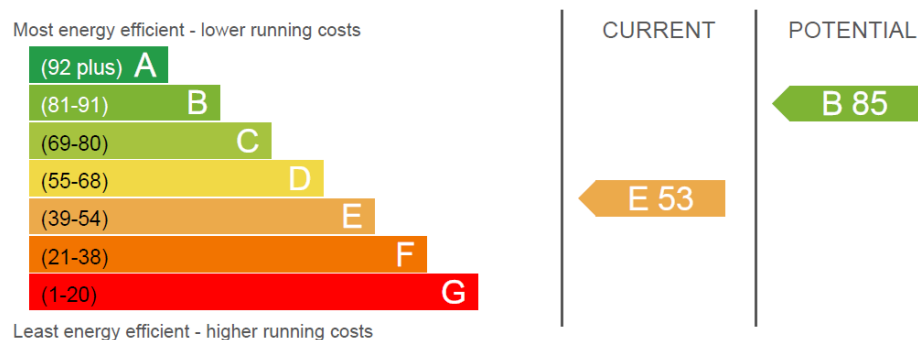 Most energy efficient - lower running costs
CURRENT
POTENTIAL
(92 plus) A
(81-91) B
B 85
(69-80) C
(55-68) D
(39-54) E
E 53
(21-38) F
(1-20) G
Least energy efficient - higher running costs